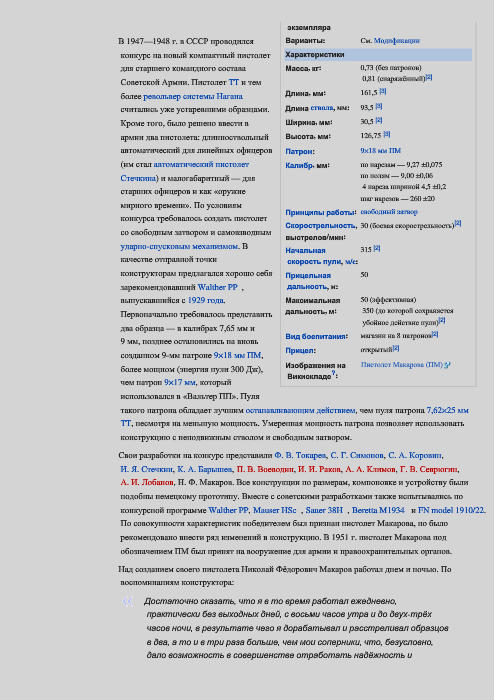 экземпляра
Варианты: См. Модификации
Характеристики
Масса, кг: 0,73 (без патронов)
0,81 (снаряжённый)[2]
Длина, мм: 161,5 [3]
Длина ствола, мм: 93,5 [3]
Ширина, мм: 30,5 [2]
Высота, мм: 126,75 [3]
Патрон: 9×18 мм ПМ
Калибр, мм: по нарезам — 9,27 ±0,075
по полям — 9,00 ±0,06
4 нареза шириной 4,5 ±0,2
шаг нарезов — 260 ±20
Принципы работы: свободный затвор
Скорострельность, 30 (боевая скорострельность)[2]
выстрелов/мин:
Начальная 315 [2]
скорость пули, м/с:
Прицельная 50
дальность, м:
Максимальная 50 (эффективная)
дальность, м: 350 (до которой сохраняется
убойное действие пули)[2]
Вид боепитания: магазин на 8 патронов[2]
Прицел: открытый[2]
Изображения на Пистолет Макарова (ПМ)
Викискладе?:
В 1947—1948 г. в СССР проводился
конкурс на новый компактный пистолет
для старшего командного состава
Советской Армии. Пистолет ТТ и тем
более револьвер системы Нагана
считались уже устаревшими образцами.
Кроме того, было решено ввести в
армии два пистолета: длинноствольный
автоматический для линейных офицеров
(им стал автоматический пистолет
Стечкина) и малогабаритный — для
старших офицеров и как «оружие
мирного времени». По условиям
конкурса требовалось создать пистолет
со свободным затвором и самовзводным
ударно-спусковым механизмом. В
качестве отправной точки
конструкторам предлагался хорошо себя
зарекомендовавший Walther PP ,
выпускавшийся с 1929 года.
Первоначально требовалось представить
два образца — в калибрах 7,65 мм и
9 мм, позднее остановились на вновь
созданном 9-мм патроне 9×18 мм ПМ,
более мощном (энергия пули 300 Дж),
чем патрон 9×17 мм, который
использовался в «Вальтер ПП». Пуля
такого патрона обладает лучшим останавливающим действием, чем пуля патрона 7,62×25 мм
ТТ, несмотря на меньшую мощность. Умеренная мощность патрона позволяет использовать
конструкцию с неподвижным стволом и свободным затвором.
Свои разработки на конкурс представили Ф. В. Токарев, С. Г. Симонов, С. А. Коровин,
И. Я. Стечкин, К. А. Барышев, П. В. Воеводин, И. И. Раков, А. А. Климов, Г. В. Севрюгин,
А. И. Лобанов, Н. Ф. Макаров. Все конструкции по размерам, компоновке и устройству были
подобны немецкому прототипу. Вместе с советскими разработками также испытывались по
конкурсной программе Walther PP, Mauser HSc , Sauer 38H , Beretta M1934 и FN model 1910/22.
По совокупности характеристик победителем был признан пистолет Макарова, но было
рекомендовано внести ряд изменений в конструкцию. В 1951 г. пистолет Макарова под
обозначением ПМ был принят на вооружение для армии и правоохранительных органов.
Над созданием своего пистолета Николай Фёдорович Макаров работал днем и ночью. По
воспоминаниям конструктора:
Достаточно сказать, что я в то время работал ежедневно,
практически без выходных дней, с восьми часов утра и до двух-трёх
часов ночи, в результате чего я дорабатывал и расстреливал образцов
в два, а то и в три раза больше, чем мои соперники, что, безусловно,
дало возможность в совершенстве отработать надёжность и